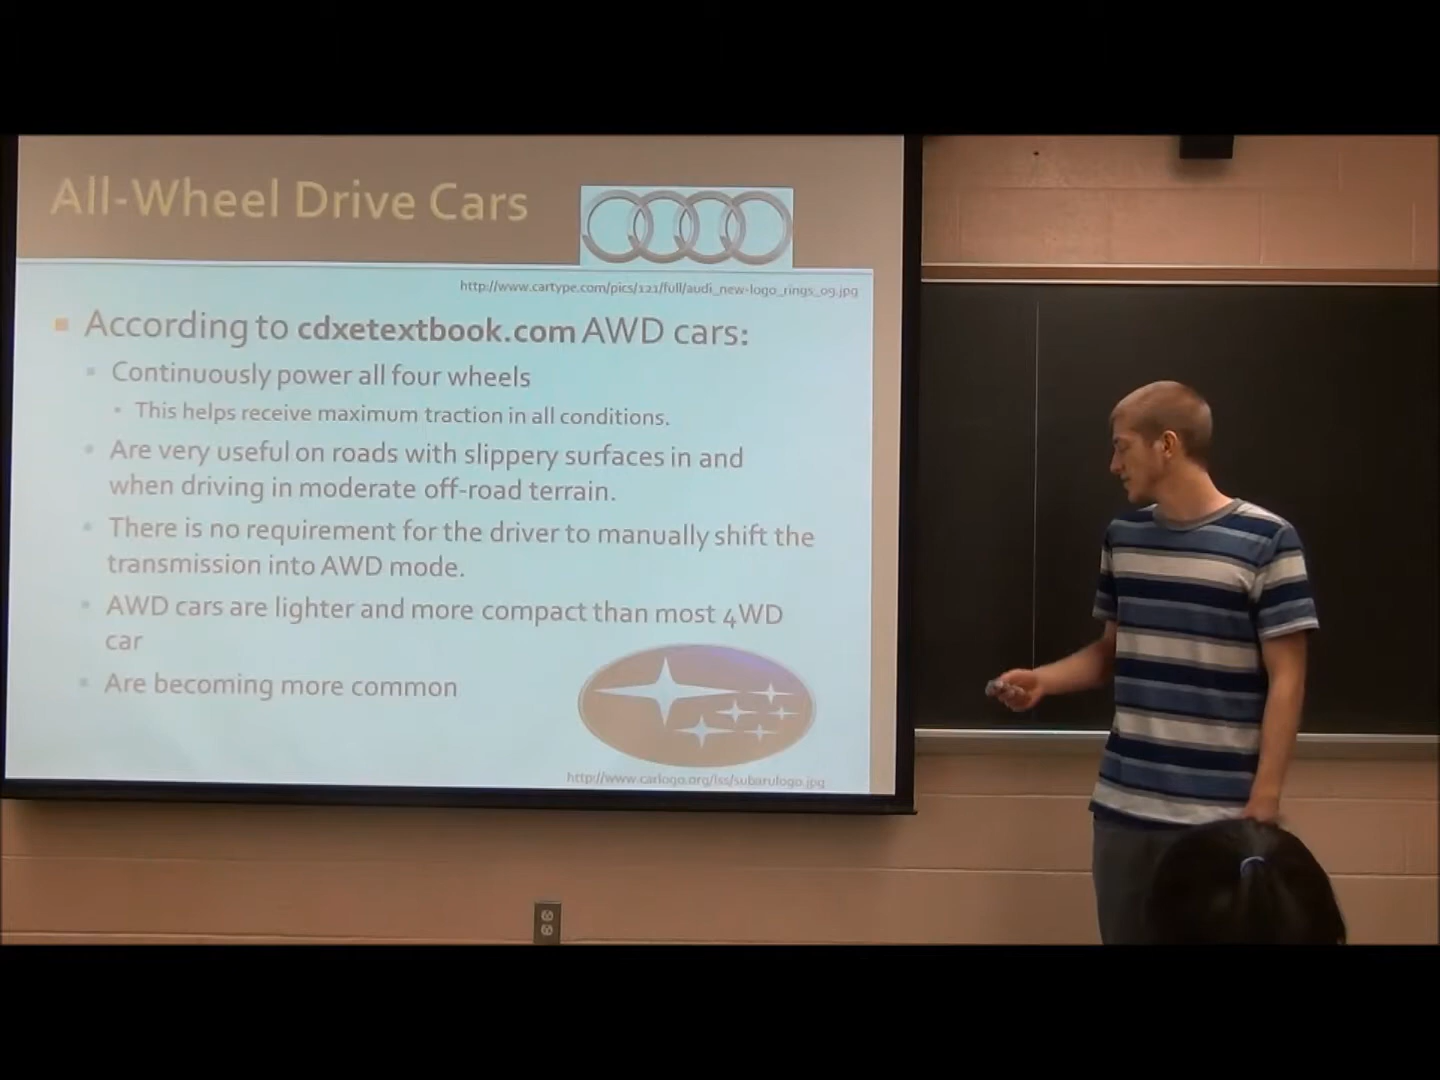 All-Wheel Drive Cars
http://www.cartype.com/pics/121/full/audi_new-logo_rings_09.jpg
According to cdxetextbook.com AWD cars:
Continuously power all four wheels
This helps receive maximum traction in all conditions.
Are very useful on roads with slippery surfaces in and
when driving in moderate off-road terrain.
There is no requirement for the driver to manually shift the
transmission into AWD mode.
AWD cars are lighter and more compact than most 4WD
car
Are becoming more common
http://www.carlogo.org/lss/subarulogo.jpg